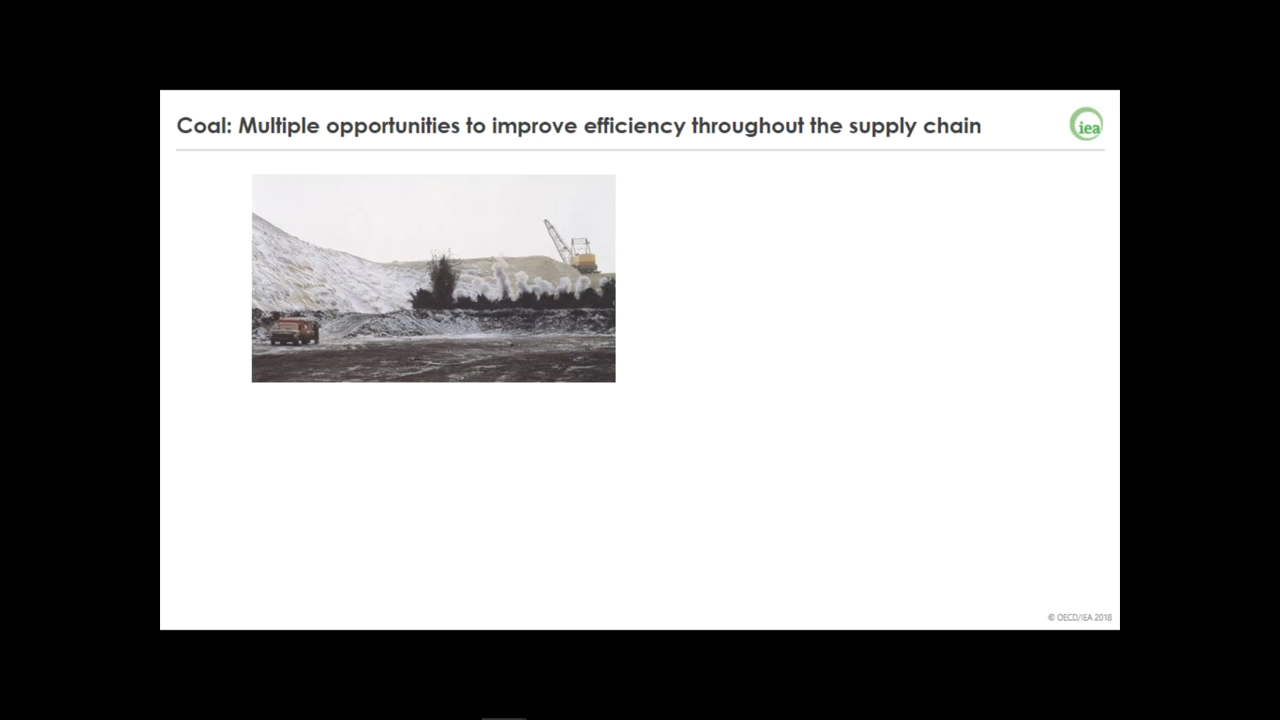 Coal: Multiple opportunities to improve efficiency throughout the supply chain
iea
© OECD/IEA 2018